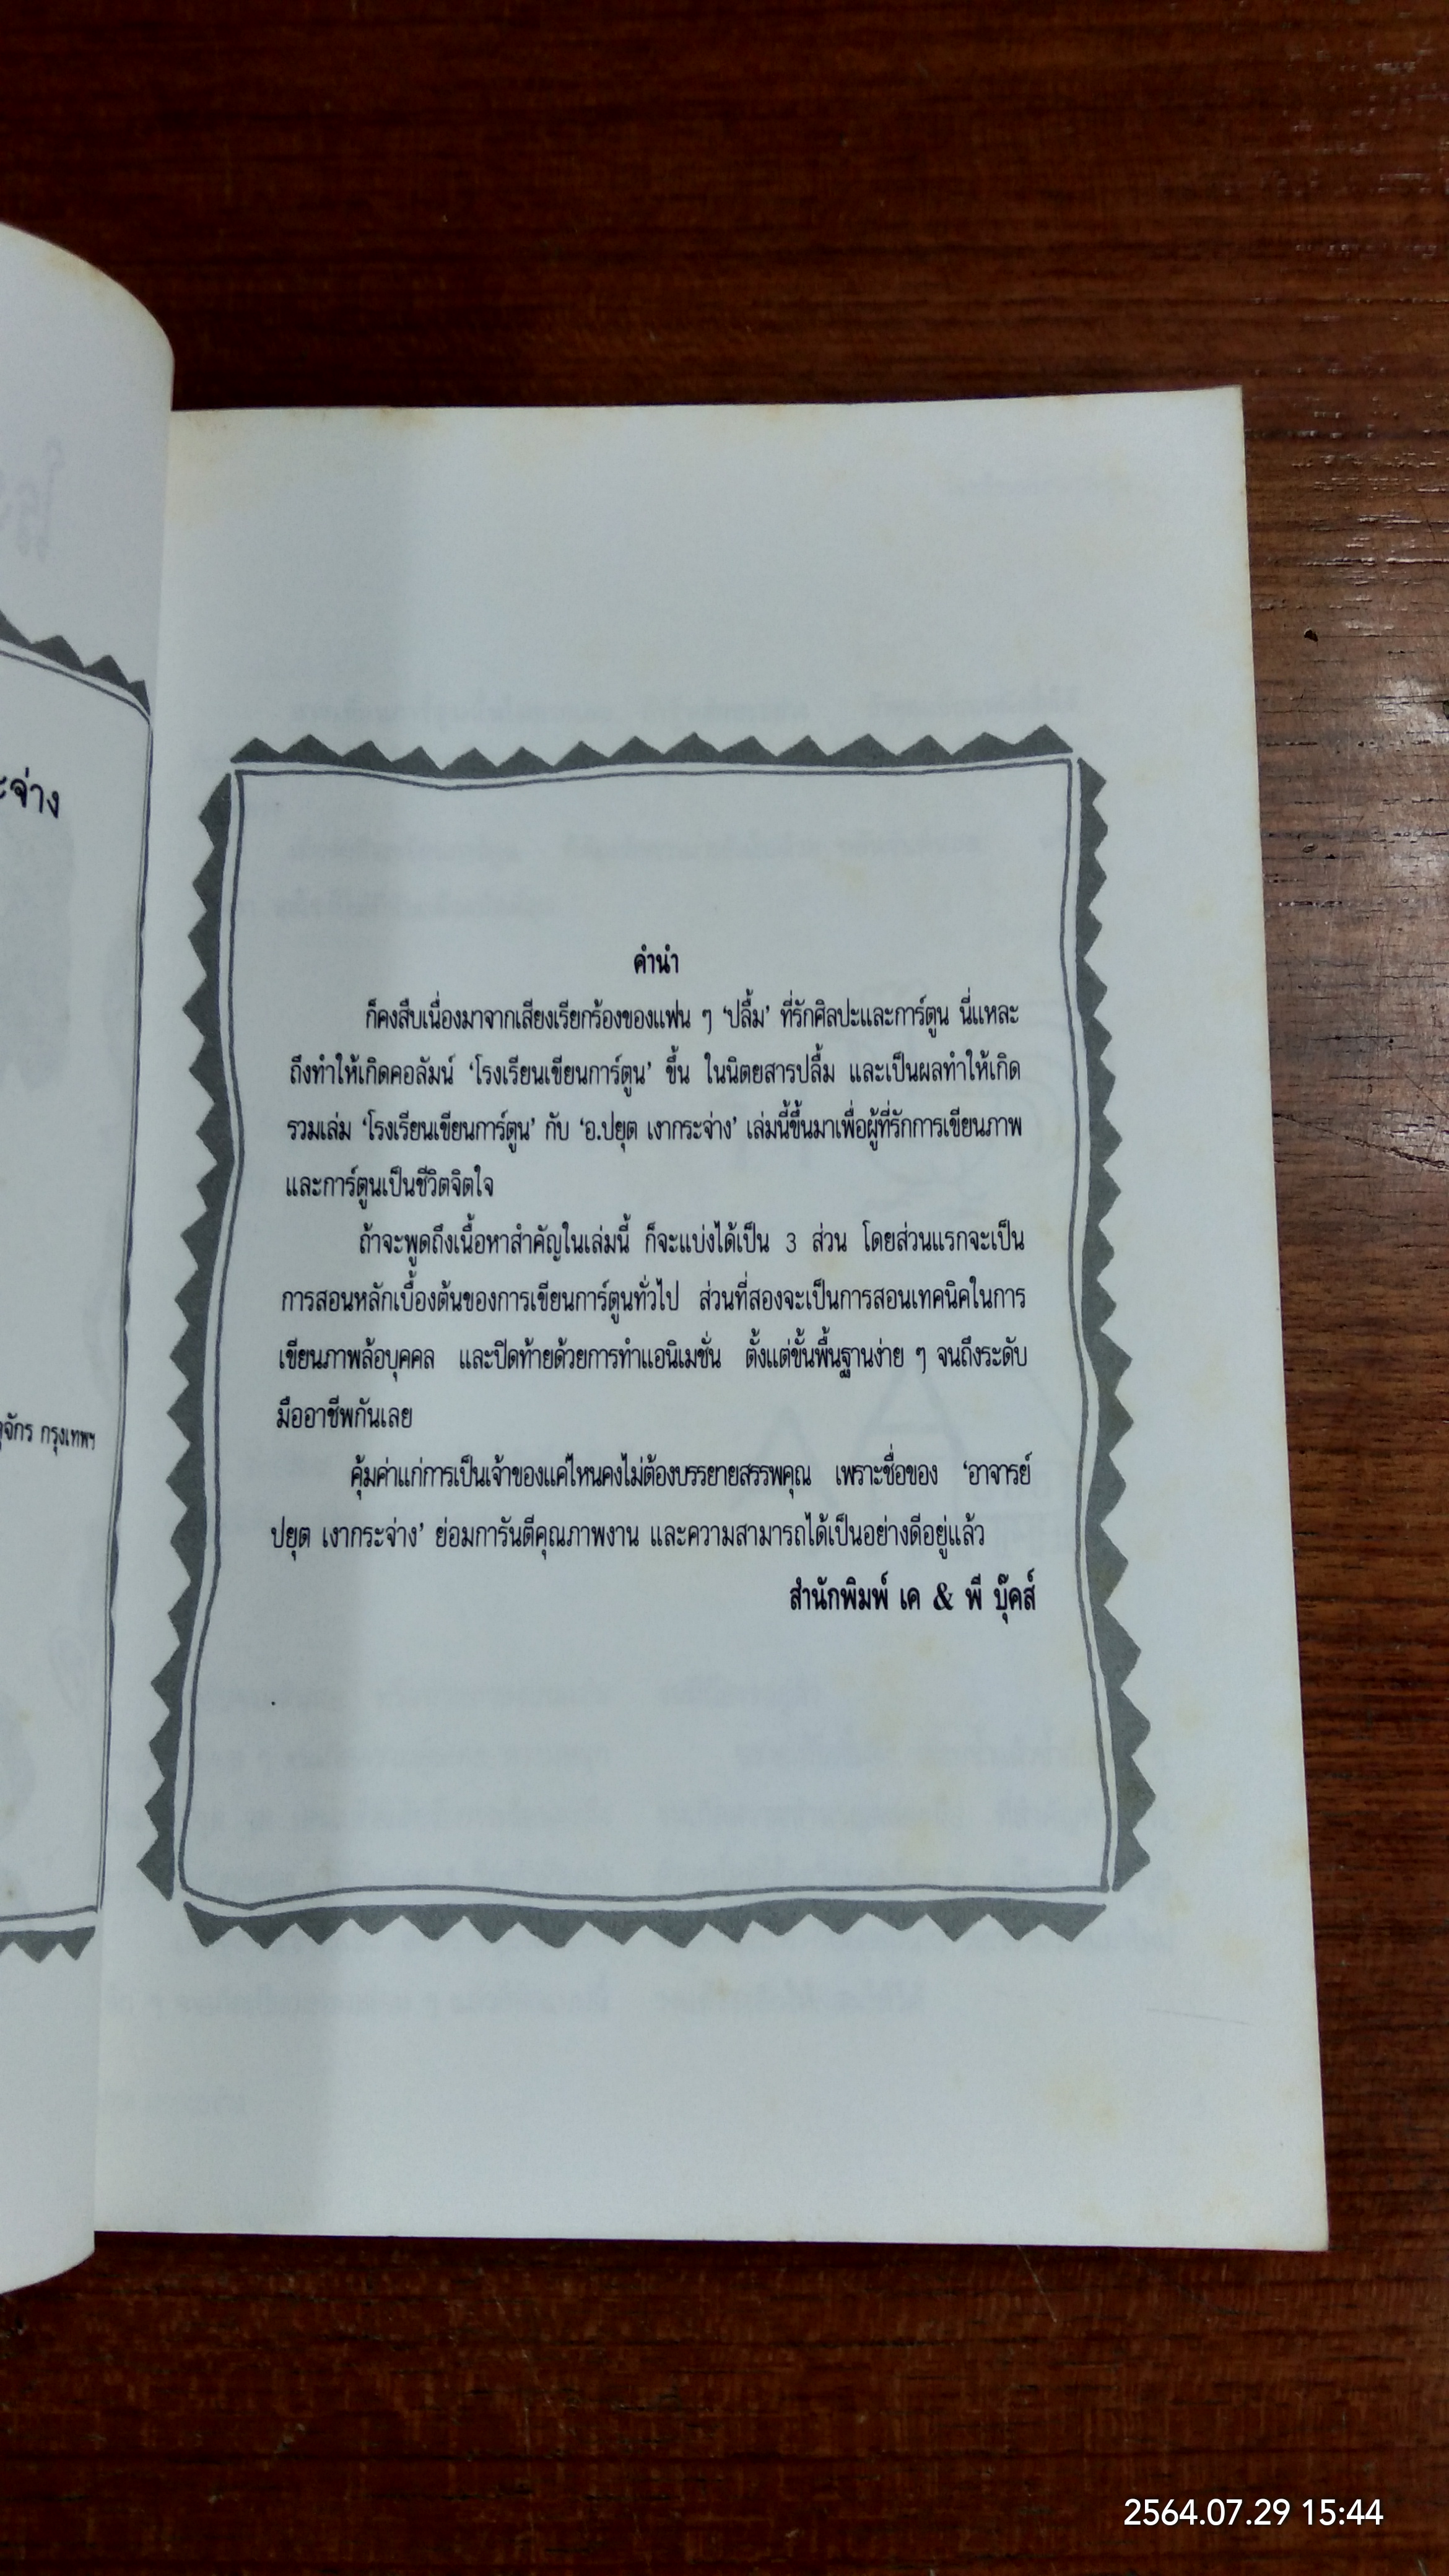 ะจ่าง
จักร กรุงเทพฯ
คำนำ
ก็คงสืบเนื่องมาจากเสียงเรียกร้องของแฟน ๆ ‘ปลื้ม’ ที่รักศิลปะและการ์ตูน นี่แหละ
ถึงทำให้เกิดคอลัมน์ ‘โรงเรียนเขียนการ์ตูน’ ขึ้น ในนิตยสารปลื้ม และเป็นผลทำให้เกิด
รวมเล่ม ‘โรงเรียนเขียนการ์ตูน’ กับ ‘อ.ปยุต เงากระจ่าง’ เล่มนี้ขึ้นมาเพื่อผู้ที่รักการเขียนภาพ
และการ์ตูนเป็นชีวิตจิตใจ
ถ้าจะพูดถึงเนื้อหาสำคัญในเล่มนี้ ก็จะแบ่งได้เป็น 3 ส่วน โดยส่วนแรกจะเป็น
การสอนหลักเบื้องต้นของการเขียนการ์ตูนทั่วไป ส่วนที่สองจะเป็นการสอนเทคนิคในการ
เขียนภาพล้อบุคคล และปิดท้ายด้วยการทำแอนิเมชั่น ตั้งแต่ขั้นพื้นฐานง่าย ๆ จนถึงระดับ
มืออาชีพกันเลย
คุ้มค่าแก่การเป็นเจ้าของแค่ไหนคงไม่ต้องบรรยายสรรพคุณ เพราะชื่อของ ‘อาจารย์
ปยุต เงากระจ่าง’ ย่อมการันตีคุณภาพงาน และความสามารถได้เป็นอย่างดีอยู่แล้ว
สำนักพิมพ์ เค & พี บุ๊คส์
2564.07.29 15:44